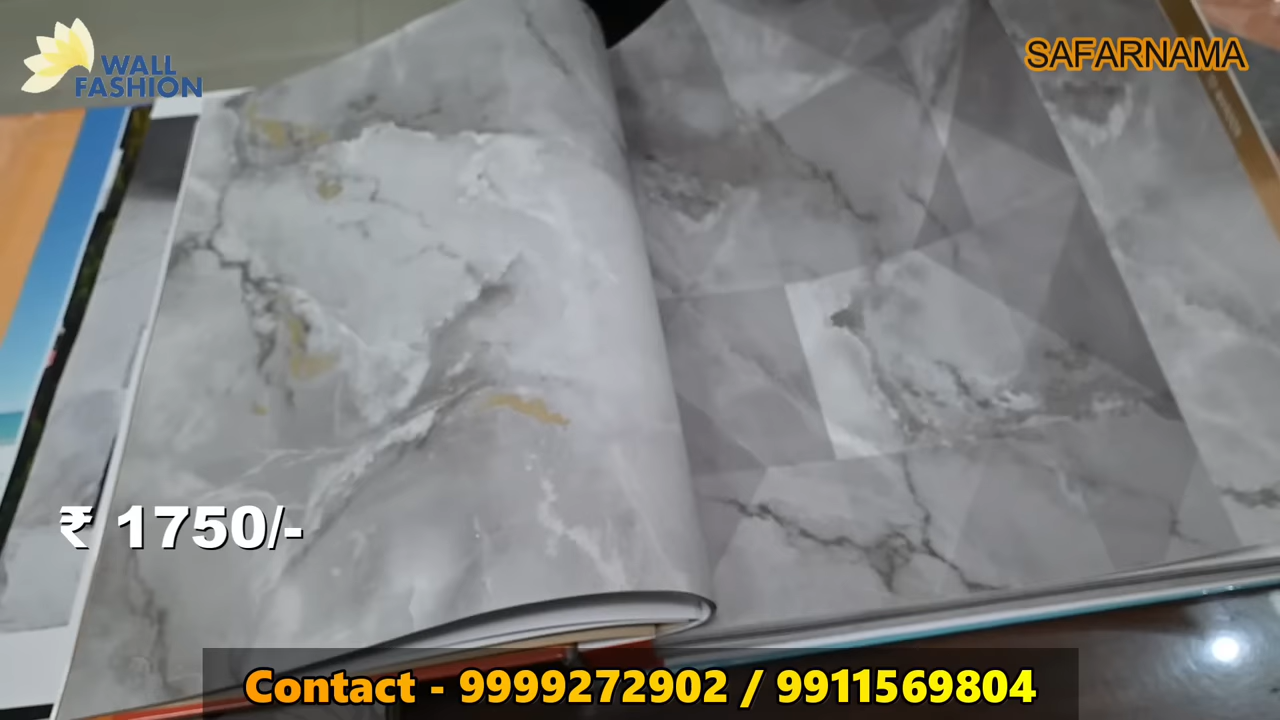 WALL
FASHION
SAFARNAMA
₹ 1750/-
Contact - 9999272902 / 9911569804